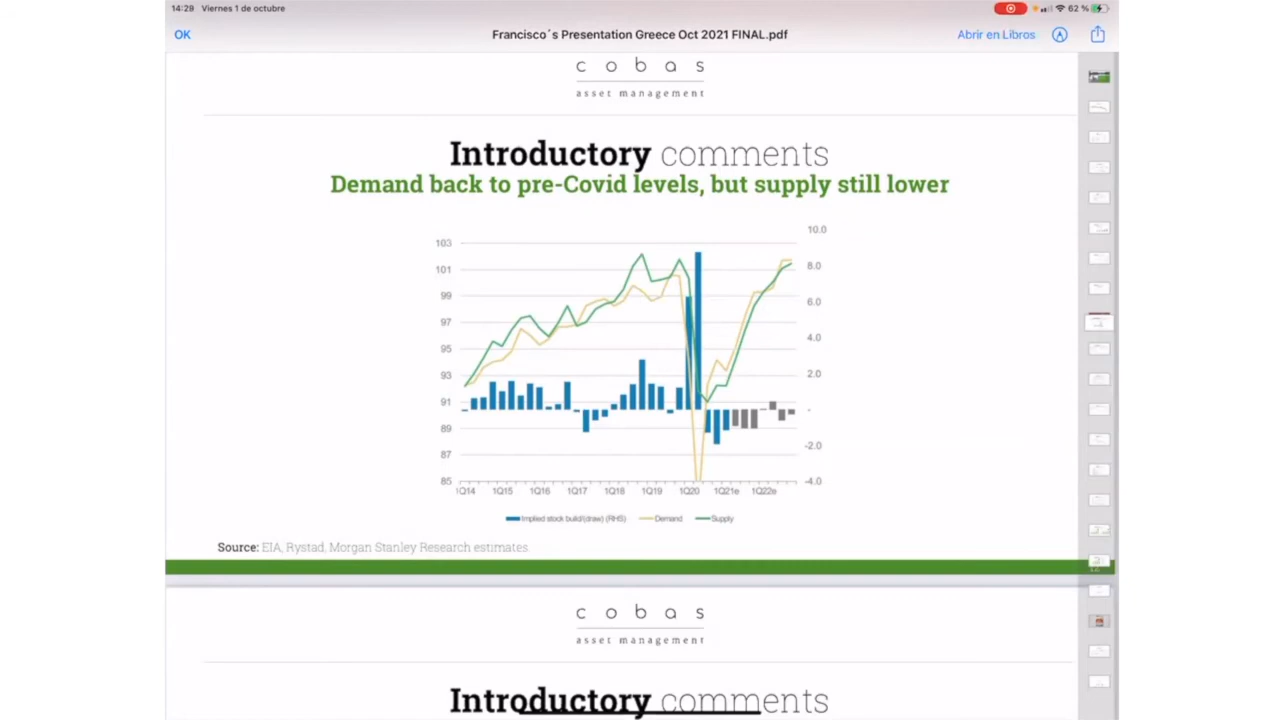 14:29 Viernes 1 de octubre
62 %
OK
Francisco´s Presentation Greece Oct 2021 FINAL.pdf
Abrir en Libros
cobas
asset management
Introductory comments
Demand back to pre-Covid levels, but supply still lower
103
101
99
97
95
93
91
89
87
85
10.0
8.0
6.0
4.0
2.0
-
-2.0
-4.0
1Q14 1Q15 1Q16 1Q17 1Q18 1Q19 1Q20 1Q21e 1Q22e
Implied stock build/(draw) (RHS) Demand Supply
Source: EIA, Rystad, Morgan Stanley Research estimates.
cobas
asset management
Introductory comments